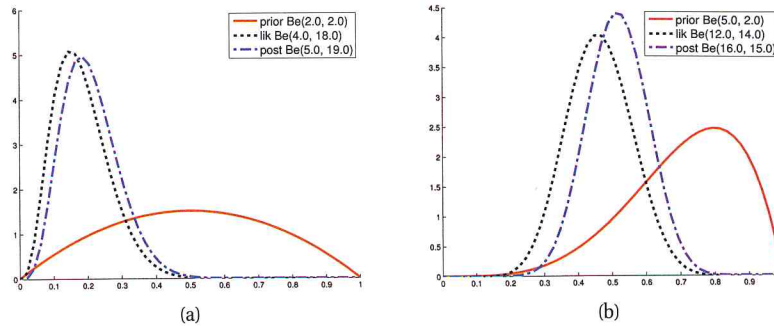 prior Be(2.0, 2.0)
lik Be(4.0, 18.0)
post Be(5.0, 19.0)
6
5
4
3
2
1
0
0 0.1 0.2 0.3 0.4 0.5 0.6 0.7 0.8 0.9 1
(a)
prior Be(5.0, 2.0)
lik Be(12.0, 14.0)
post Be(16.0, 15.0)
4.5
4
3.5
3
2.5
2
1.5
1
0.5
0
0 0.1 0.2 0.3 0.4 0.5 0.6 0.7 0.8 0.9
(b)